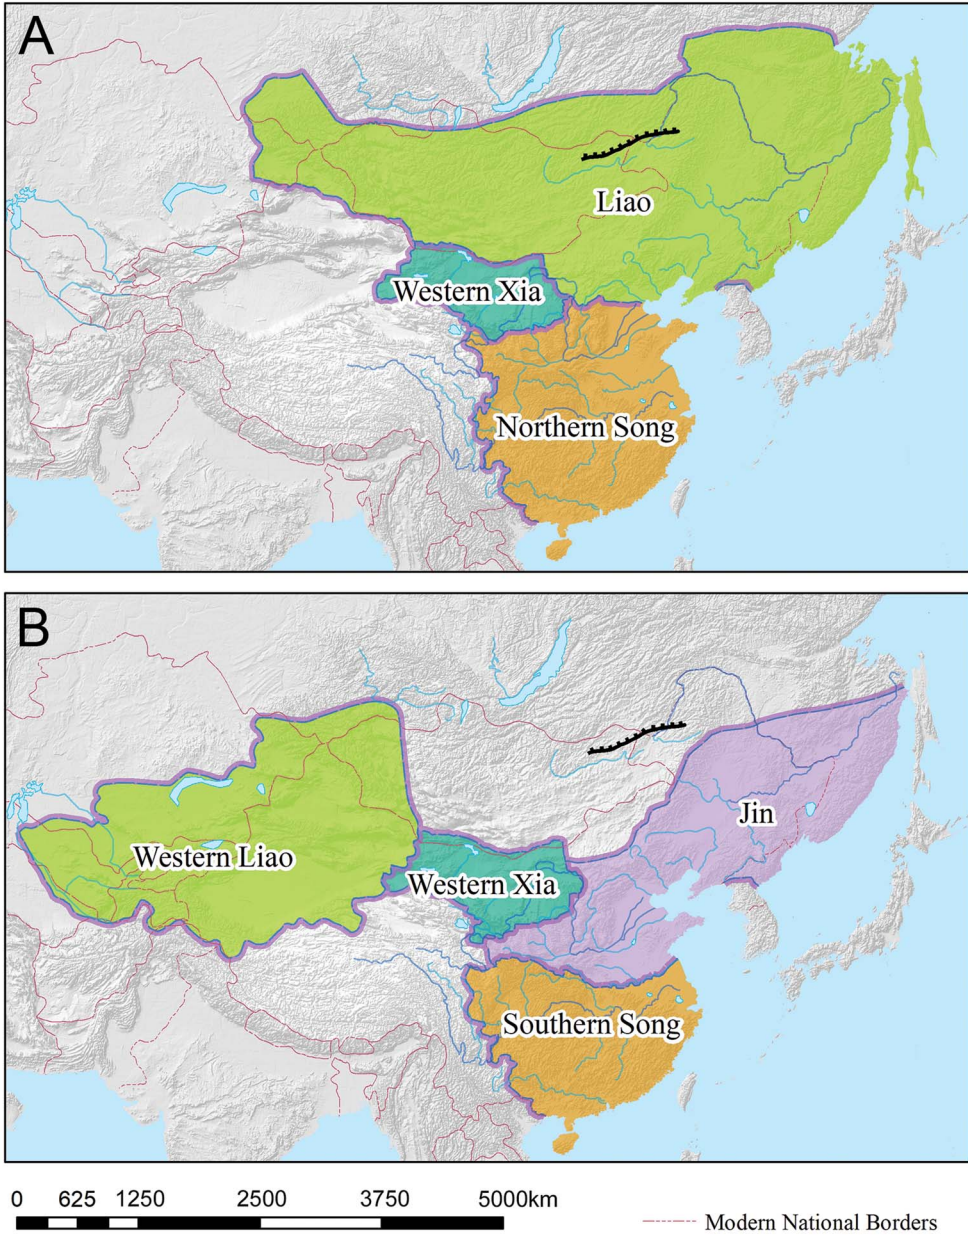 A
Liao
Western Xia
Northern Song
B
Jin
Western Liao
Western Xia
Southern Song
0 625 1250 2500 3750 5000km
Modern National Borders